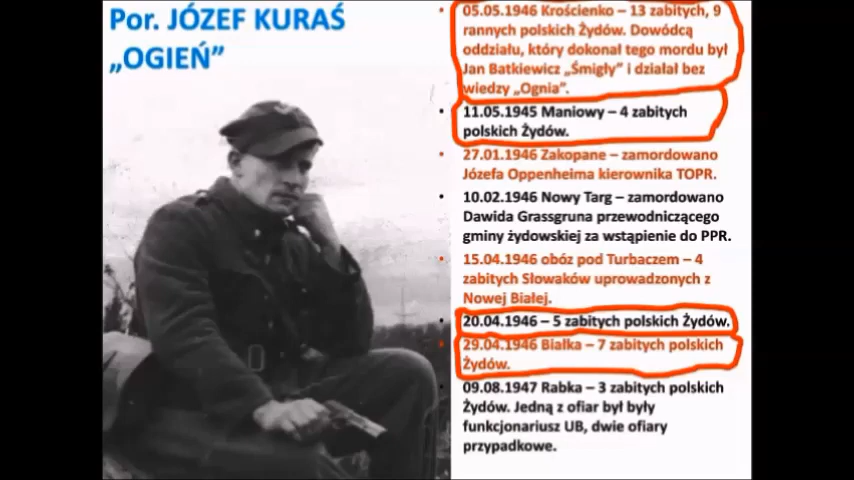 Por. JÓZEF KURAŚ
„OGIEŃ”
05.05.1946 Krościenko – 13 zabitych, 9
rannych polskich Żydów. Dowódcą
oddziału, który dokonał tego mordu był
Jan Batkiewicz „Śmigły” i działał bez
wiedzy „Ognia”.
11.05.1945 Maniowy – 4 zabitych
polskich Żydów.
27.01.1946 Zakopane – zamordowano
Józefa Oppenheima kierownika TOPR.
10.02.1946 Nowy Targ – zamordowano
Dawida Grassgruna przewodniczącego
gminy żydowskiej za wstąpienie do PPR.
15.04.1946 obóz pod Turbaczem – 4
zabitych Słowaków uprowadzonych z
Nowej Białej.
20.04.1946 – 5 zabitych polskich Żydów.
29.04.1946 Białka – 7 zabitych polskich
Żydów.
09.08.1947 Rabka – 3 zabitych polskich
Żydów. Jedną z ofiar był były
funkcjonariusz UB, dwie ofiary
przypadkowe.